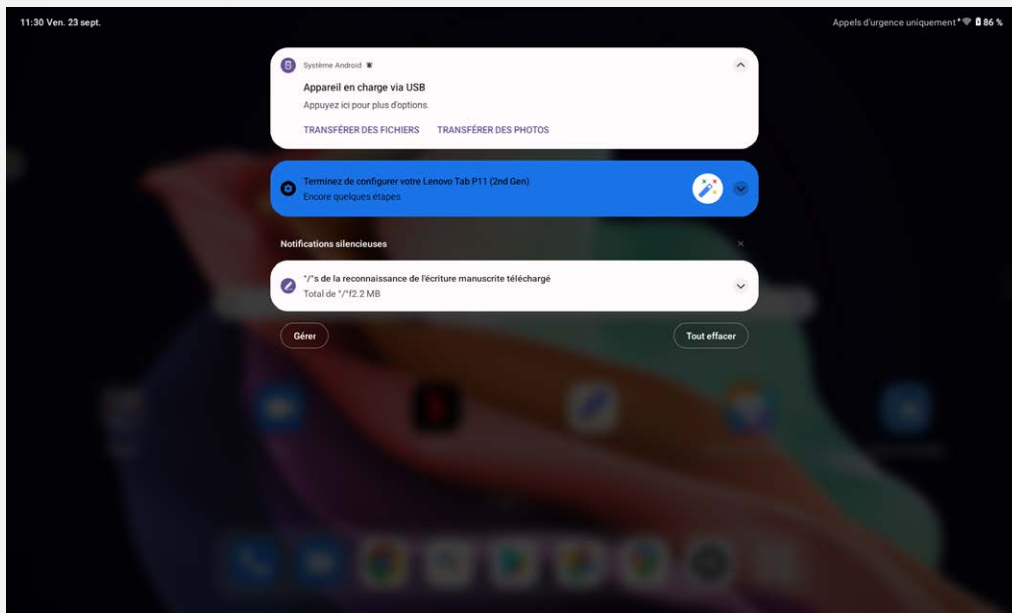 11:30 Ven. 23 sept.
Appels d'urgence uniquement 86 %
Système Android
Appareil en charge via USB
Appuyez ici pour plus d'options.
TRANSFÉRER DES FICHIERS TRANSFÉRER DES PHOTOS
Terminez de configurer votre Lenovo Tab P11 (2nd Gen)
Encore quelques étapes
Notifications silencieuses
"/"s de la reconnaissance de l'écriture manuscrite téléchargé
Total de "/"f2.2 MB
Gérer
Tout effacer